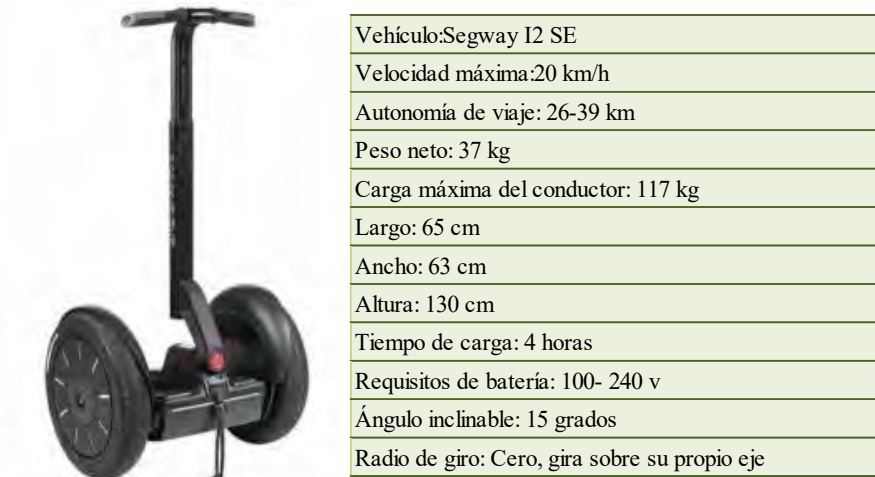 Vehículo:Segway I2 SE
Velocidad máxima:20 km/h
Autonomía de viaje: 26-39 km
Peso neto: 37 kg
Carga máxima del conductor: 117 kg
Largo: 65 cm
Ancho: 63 cm
Altura: 130 cm
Tiempo de carga: 4 horas
Requisitos de batería: 100- 240 v
Ángulo inclinable: 15 grados
Radio de giro: Cero, gira sobre su propio eje